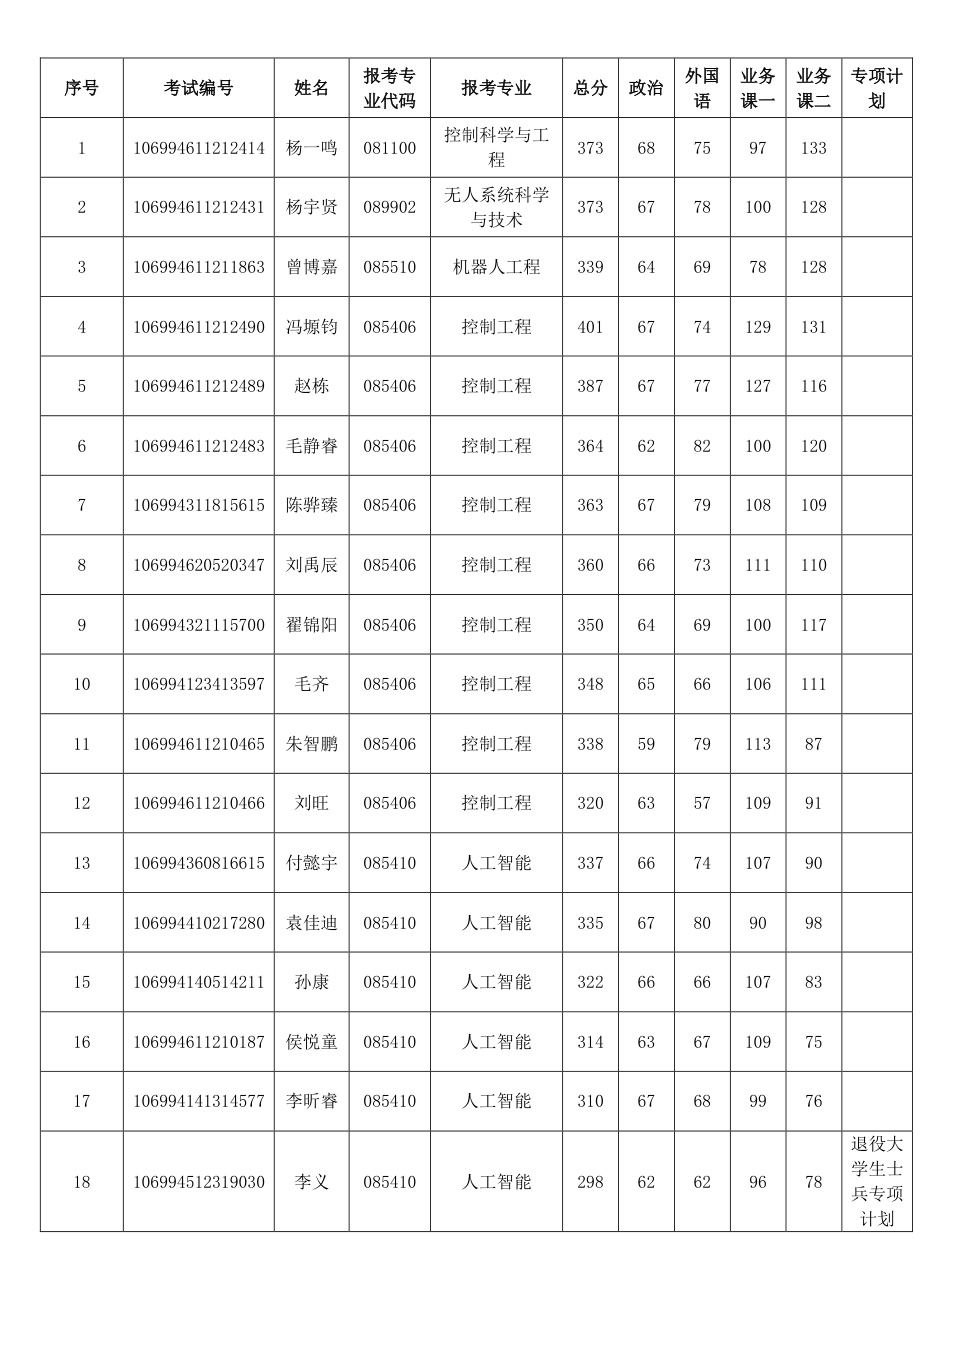 序号 考试编号 姓名 报考专业代码 报考专业 总分 政治 外国语 业务课一 业务课二 专项计划
1 106994611212414 杨一鸣 081100 控制科学与工程 373 68 75 97 133
2 106994611212431 杨宇贤 089902 无人系统科学与技术 373 67 78 100 128
3 106994611211863 曾博嘉 085510 机器人工程 339 64 69 78 128
4 106994611212490 冯塬钧 085406 控制工程 401 67 74 129 131
5 106994611212489 赵栋 085406 控制工程 387 67 77 127 116
6 106994611212483 毛静睿 085406 控制工程 364 62 82 100 120
7 106994311815615 陈骅臻 085406 控制工程 363 67 79 108 109
8 106994620520347 刘禹辰 085406 控制工程 360 66 73 111 110
9 106994321115700 翟锦阳 085406 控制工程 350 64 69 100 117
10 106994123413597 毛齐 085406 控制工程 348 65 66 106 111
11 106994611210465 朱智鹏 085406 控制工程 338 59 79 113 87
12 106994611210466 刘旺 085406 控制工程 320 63 57 109 91
13 106994360816615 付懿宇 085410 人工智能 337 66 74 107 90
14 106994410217280 袁佳迪 085410 人工智能 335 67 80 90 98
15 106994140514211 孙康 085410 人工智能 322 66 66 107 83
16 106994611210187 侯悦童 085410 人工智能 314 63 67 109 75
17 106994141314577 李昕睿 085410 人工智能 310 67 68 99 76
18 106994512319030 李义 085410 人工智能 298 62 62 96 78 退役大学生士兵专项计划